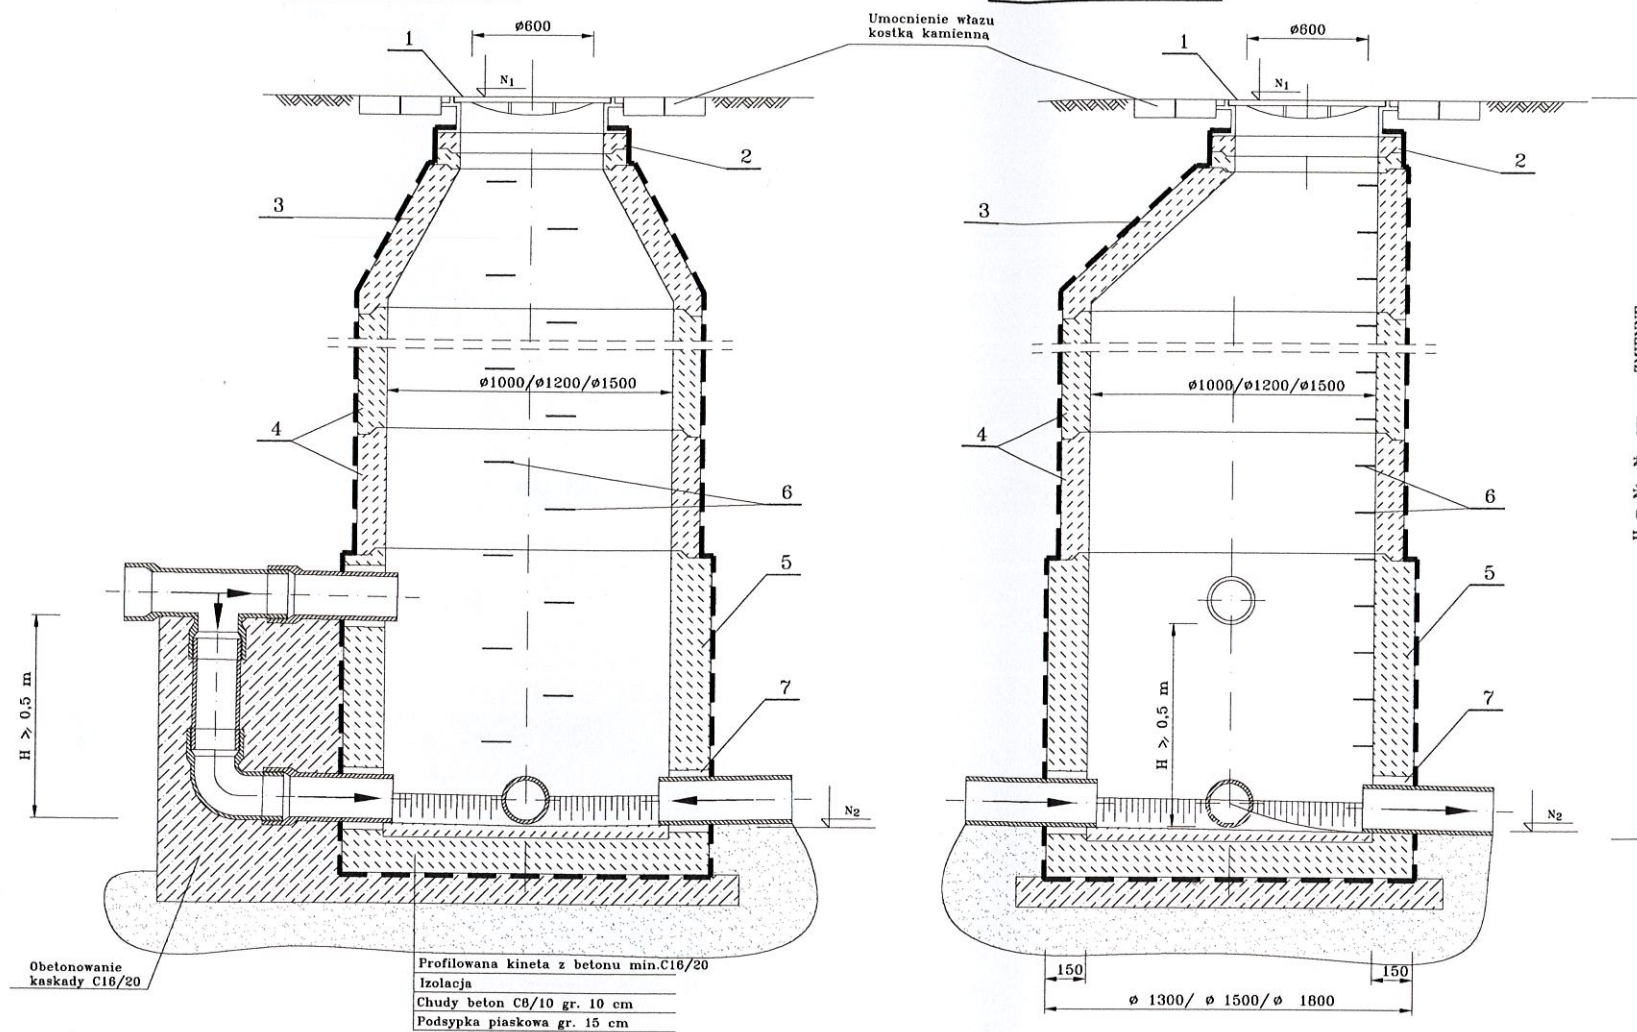 Umocnienie włazu
kostką kamienną
ø600
1
N1
2
3
ø1000/ø1200/ø1500
4
6
5
7
H ⩾ 0,5 m
N2
Obetonowanie
kaskady C16/20
Profilowana kineta z betonu min.C16/20
Izolacja
Chudy beton C8/10 gr. 10 cm
Podsypka piaskowa gr. 15 cm
ø600
1
N1
2
3
ø1000/ø1200/ø1500
4
6
5
7
H ⩾ 0,5 m
N2
150
150
ø 1300/ ø 1500/ø 1800